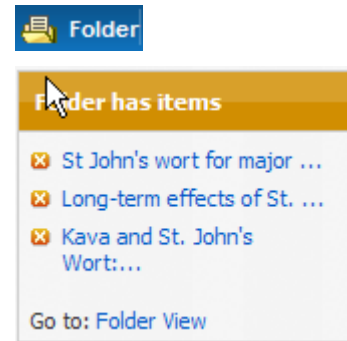 Folder
Folder has items
St John's wort for major ...
Long-term effects of St. ...
Kava and St. John's
Wort:...
Go to: Folder View